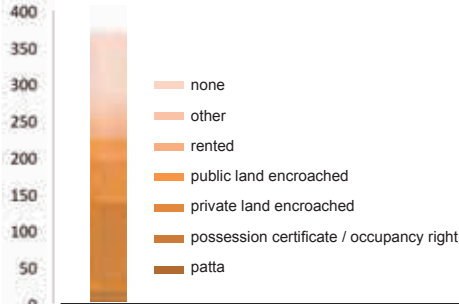 400
350
300
250
200
150
100
50
0
none
other
rented
public land encroached
private land encroached
possession certificate / occupancy right
patta